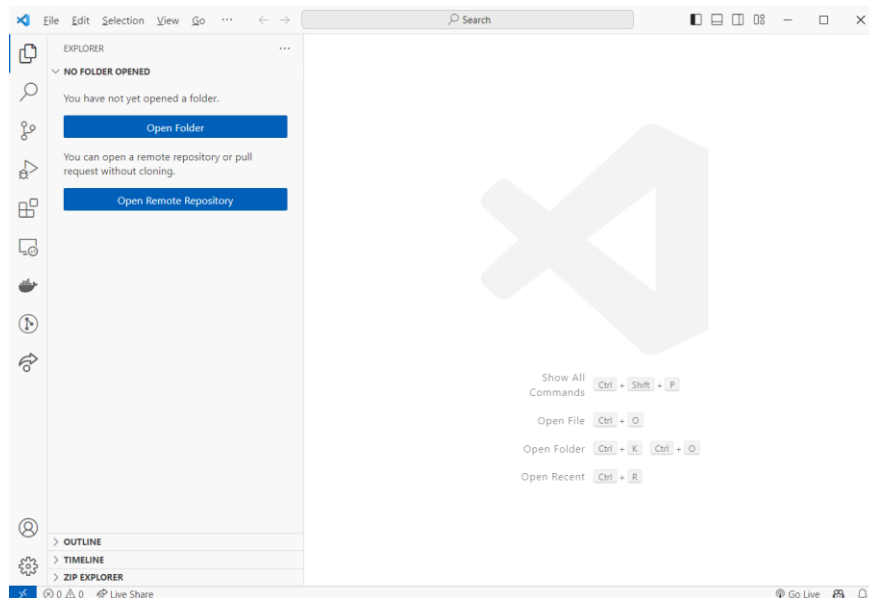 File Edit Selection View Go ··· Search
EXPLORER ···
NO FOLDER OPENED
You have not yet opened a folder.
Open Folder
You can open a remote repository or pull
request without cloning.
Open Remote Repository
Show All
Commands Ctrl + Shift + P
Open File Ctrl + O
Open Folder Ctrl + K Ctrl + O
Open Recent Ctrl + R
OUTLINE
TIMELINE
ZIP EXPLORER
0 0 Live Share Go Live